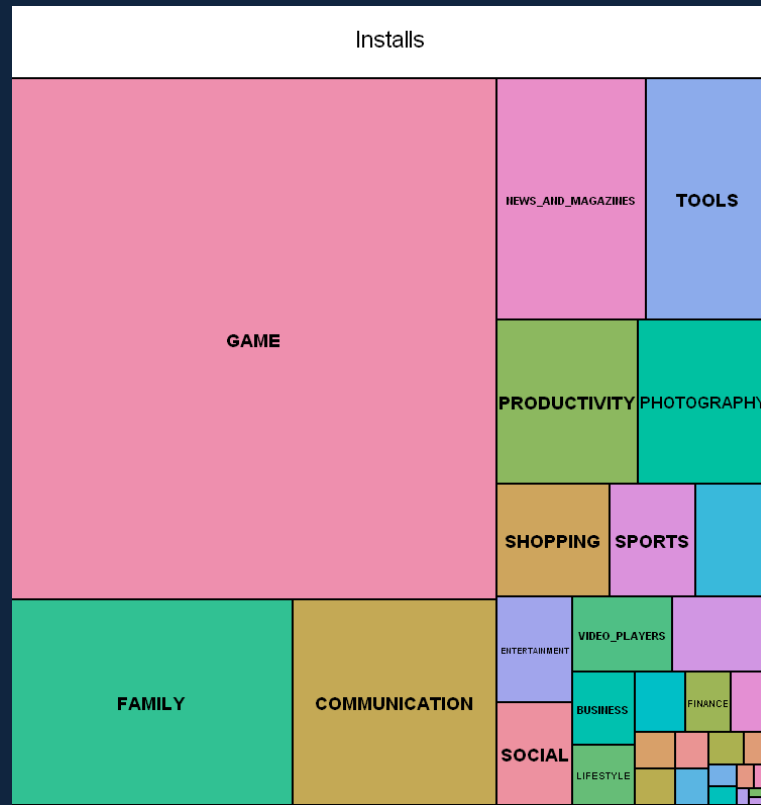 Installs
GAME
NEWS_AND_MAGAZINES
TOOLS
PRODUCTIVITY
PHOTOGRAPHY
SHOPPING
SPORTS
ENTERTAINMENT
VIDEO_PLAYERS
FAMILY
COMMUNICATION
BUSINESS
FINANCE
SOCIAL
LIFESTYLE